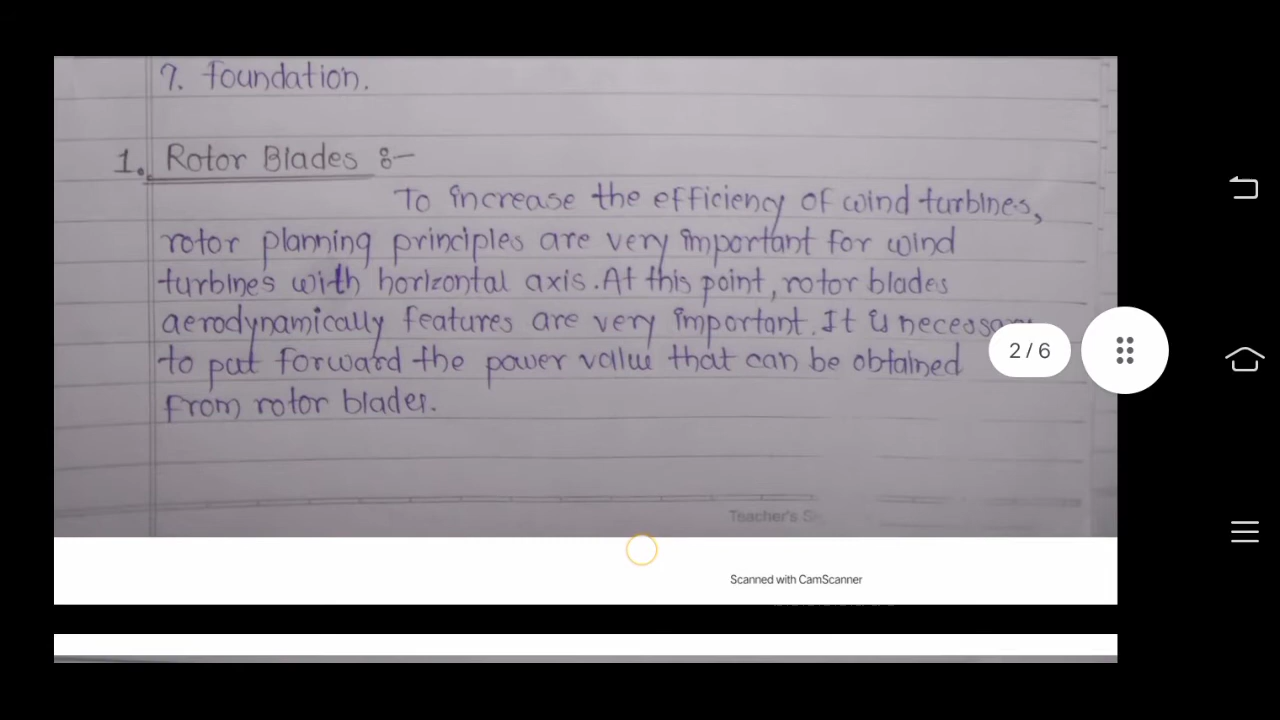 7. foundation.
1. Rotor Blades :-
To increase the efficiency of wind turbines,
rotor planning principles are very important for wind
turbines with horizontal axis. At this point, rotor blades
aerodynamically features are very important. It is
to put forward the power value that can be obtained
2/6
from rotor blades.
Teacher's
Scanned with CamScanner